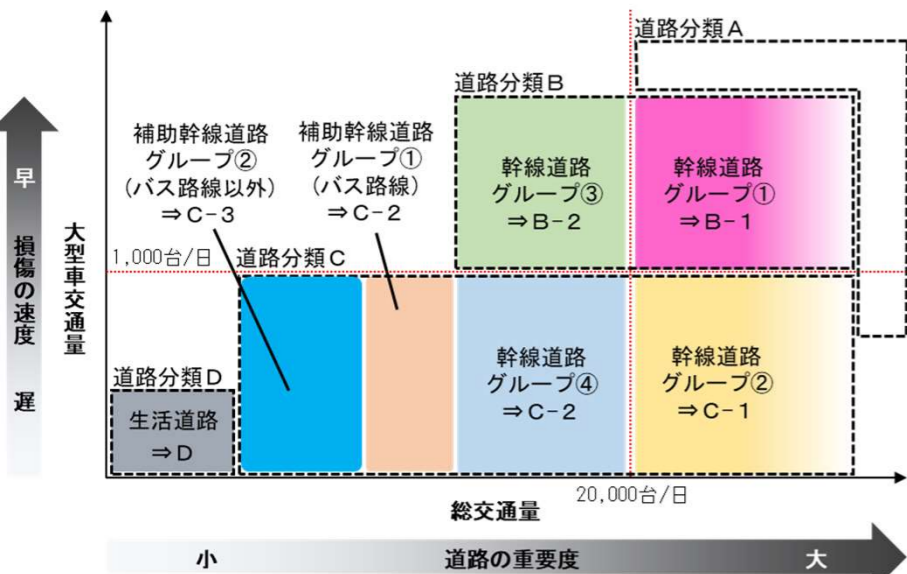 道路分類A
道路分類B
補助幹線道路
グループ②
(バス路線以外)
⇒C-3
補助幹線道路
グループ①
(バス路線)
⇒C-2
幹線道路
グループ③
⇒B-2
幹線道路
グループ①
⇒B-1
早
損傷の速度
遅
大型車交通量
1,000台/日
道路分類C
道路分類D
生活道路
⇒D
幹線道路
グループ④
⇒C-2
幹線道路
グループ②
⇒C-1
20,000台/日
総交通量
小
道路の重要度
大